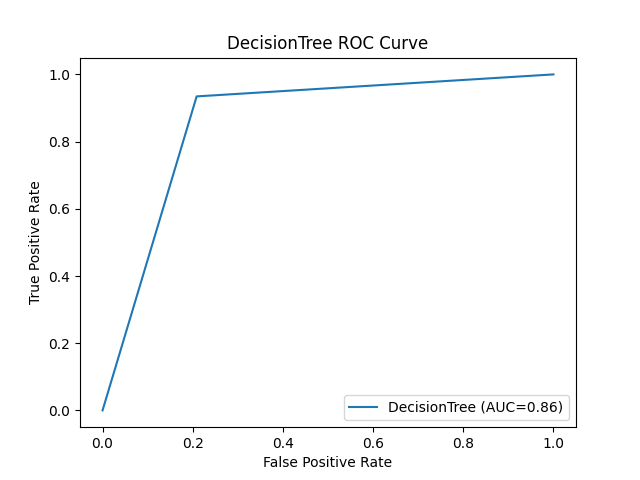 DecisionTree ROC Curve
1.0
0.8
0.6
0.4
0.2
0.0
True Positive Rate
DecisionTree (AUC=0.86)
0.0 0.2 0.4 0.6 0.8 1.0
False Positive Rate